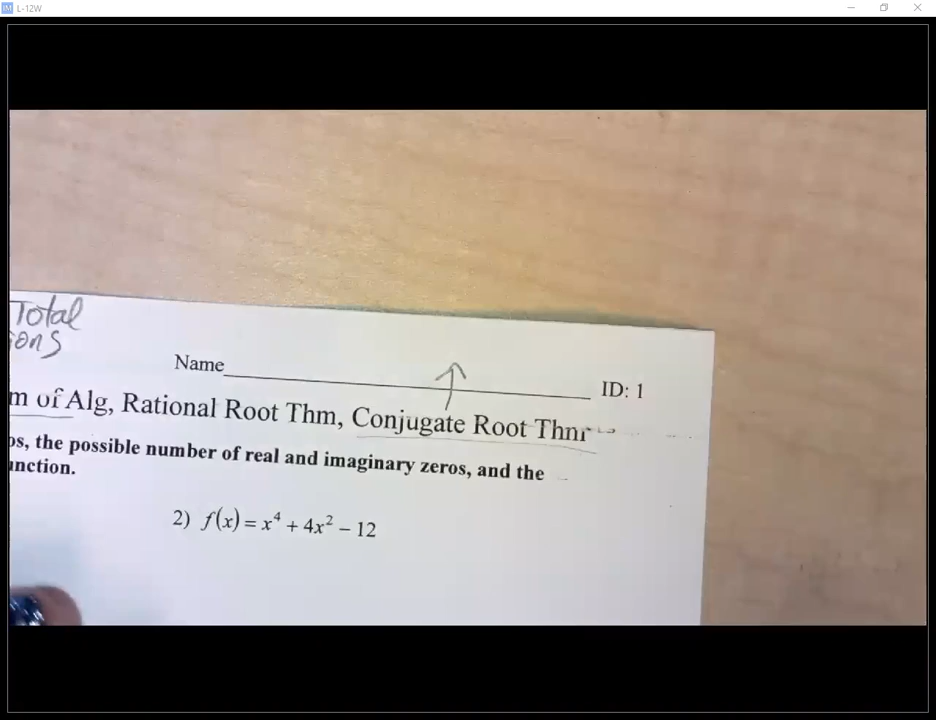 L-12W
Total
ons
Name
ID: 1
m of Alg, Rational Root Thm, Conjugate Root Thm
os, the possible number of real and imaginary zeros, and the
unction.
2) f(x) = x⁴ + 4x² − 12